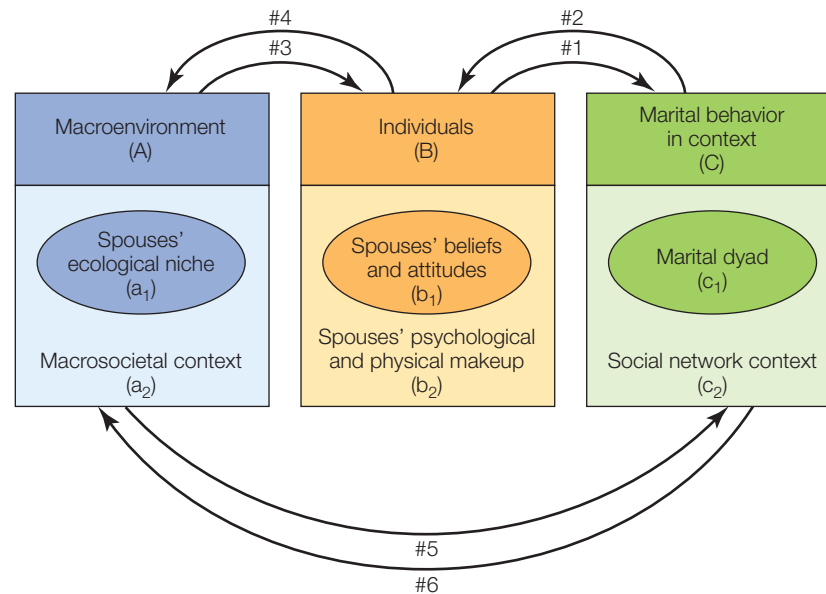 #4
#3
#2
#1
Macroenvironment
(A)
Individuals
(B)
Marital behavior
in context
(C)
Spouses’
ecological niche
(a₁)
Macrosocietal context
(a₂)
Spouses’ beliefs
and attitudes
(b₁)
Spouses’ psychological
and physical makeup
(b₂)
Marital dyad
(c₁)
Social network context
(c₂)
#5
#6